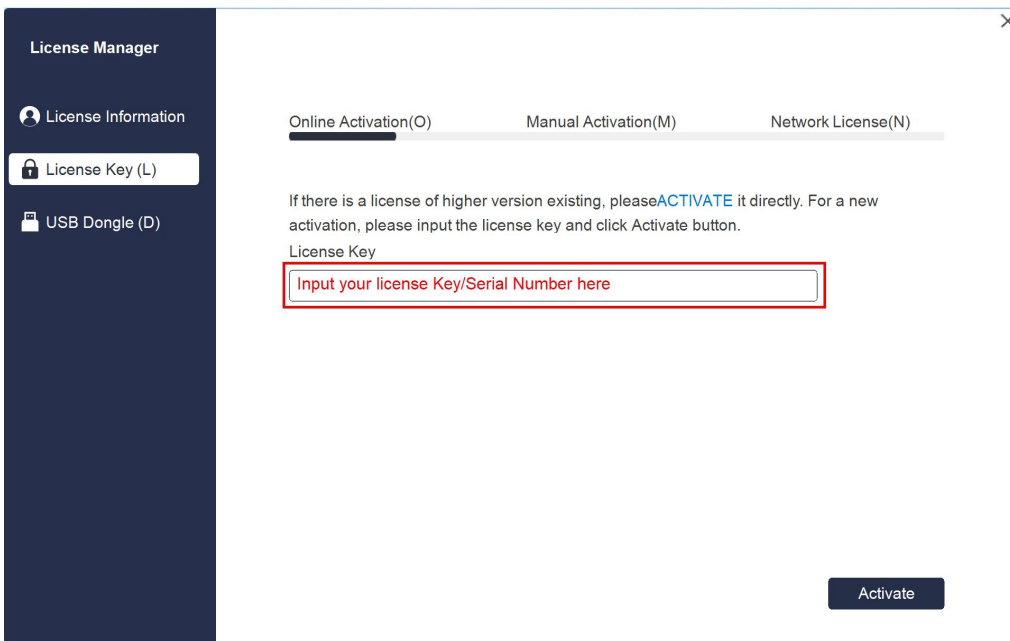 License Manager
License Information
License Key (L)
USB Dongle (D)
Online Activation(O)
Manual Activation(M)
Network License(N)
If there is a license of higher version existing, pleaseACTIVATE it directly. For a new
activation, please input the license key and click Activate button.
License Key
Input your license Key/Serial Number here
Activate